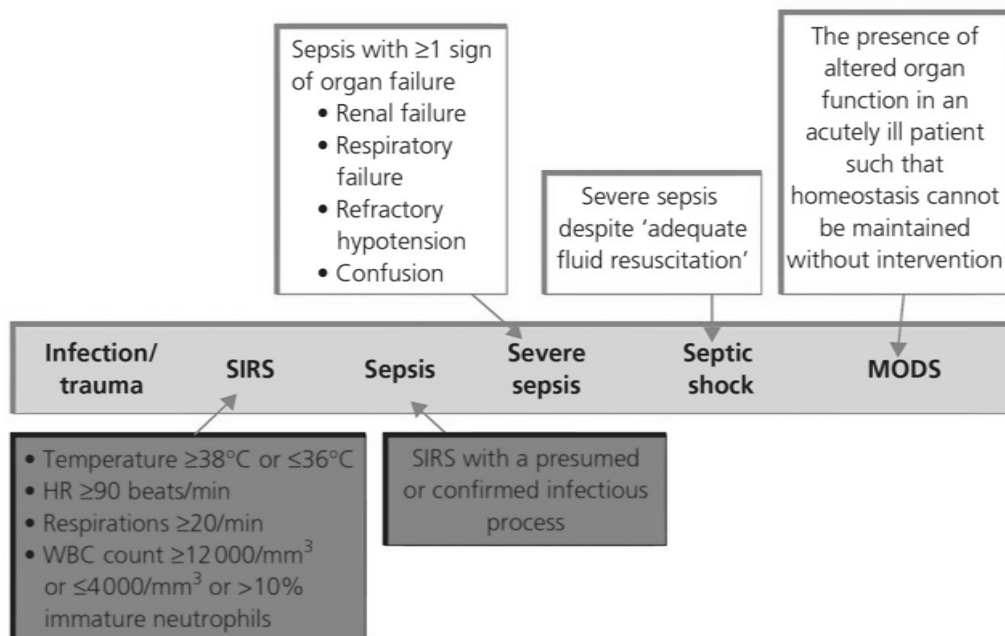 Sepsis with ≥1 sign
of organ failure
• Renal failure
• Respiratory
failure
• Refractory
hypotension
• Confusion
Severe sepsis
despite ‘adequate
fluid resuscitation’
The presence of
altered organ
function in an
acutely ill patient
such that
homeostasis cannot
be maintained
without intervention
Infection/
trauma
SIRS
Sepsis
Severe
sepsis
Septic
shock
MODS
• Temperature ≥38°C or ≤36°C
• HR ≥90 beats/min
• Respirations ≥20/min
• WBC count ≥12 000/mm³
or ≤4000/mm³ or >10%
immature neutrophils
SIRS with a presumed
or confirmed infectious
process